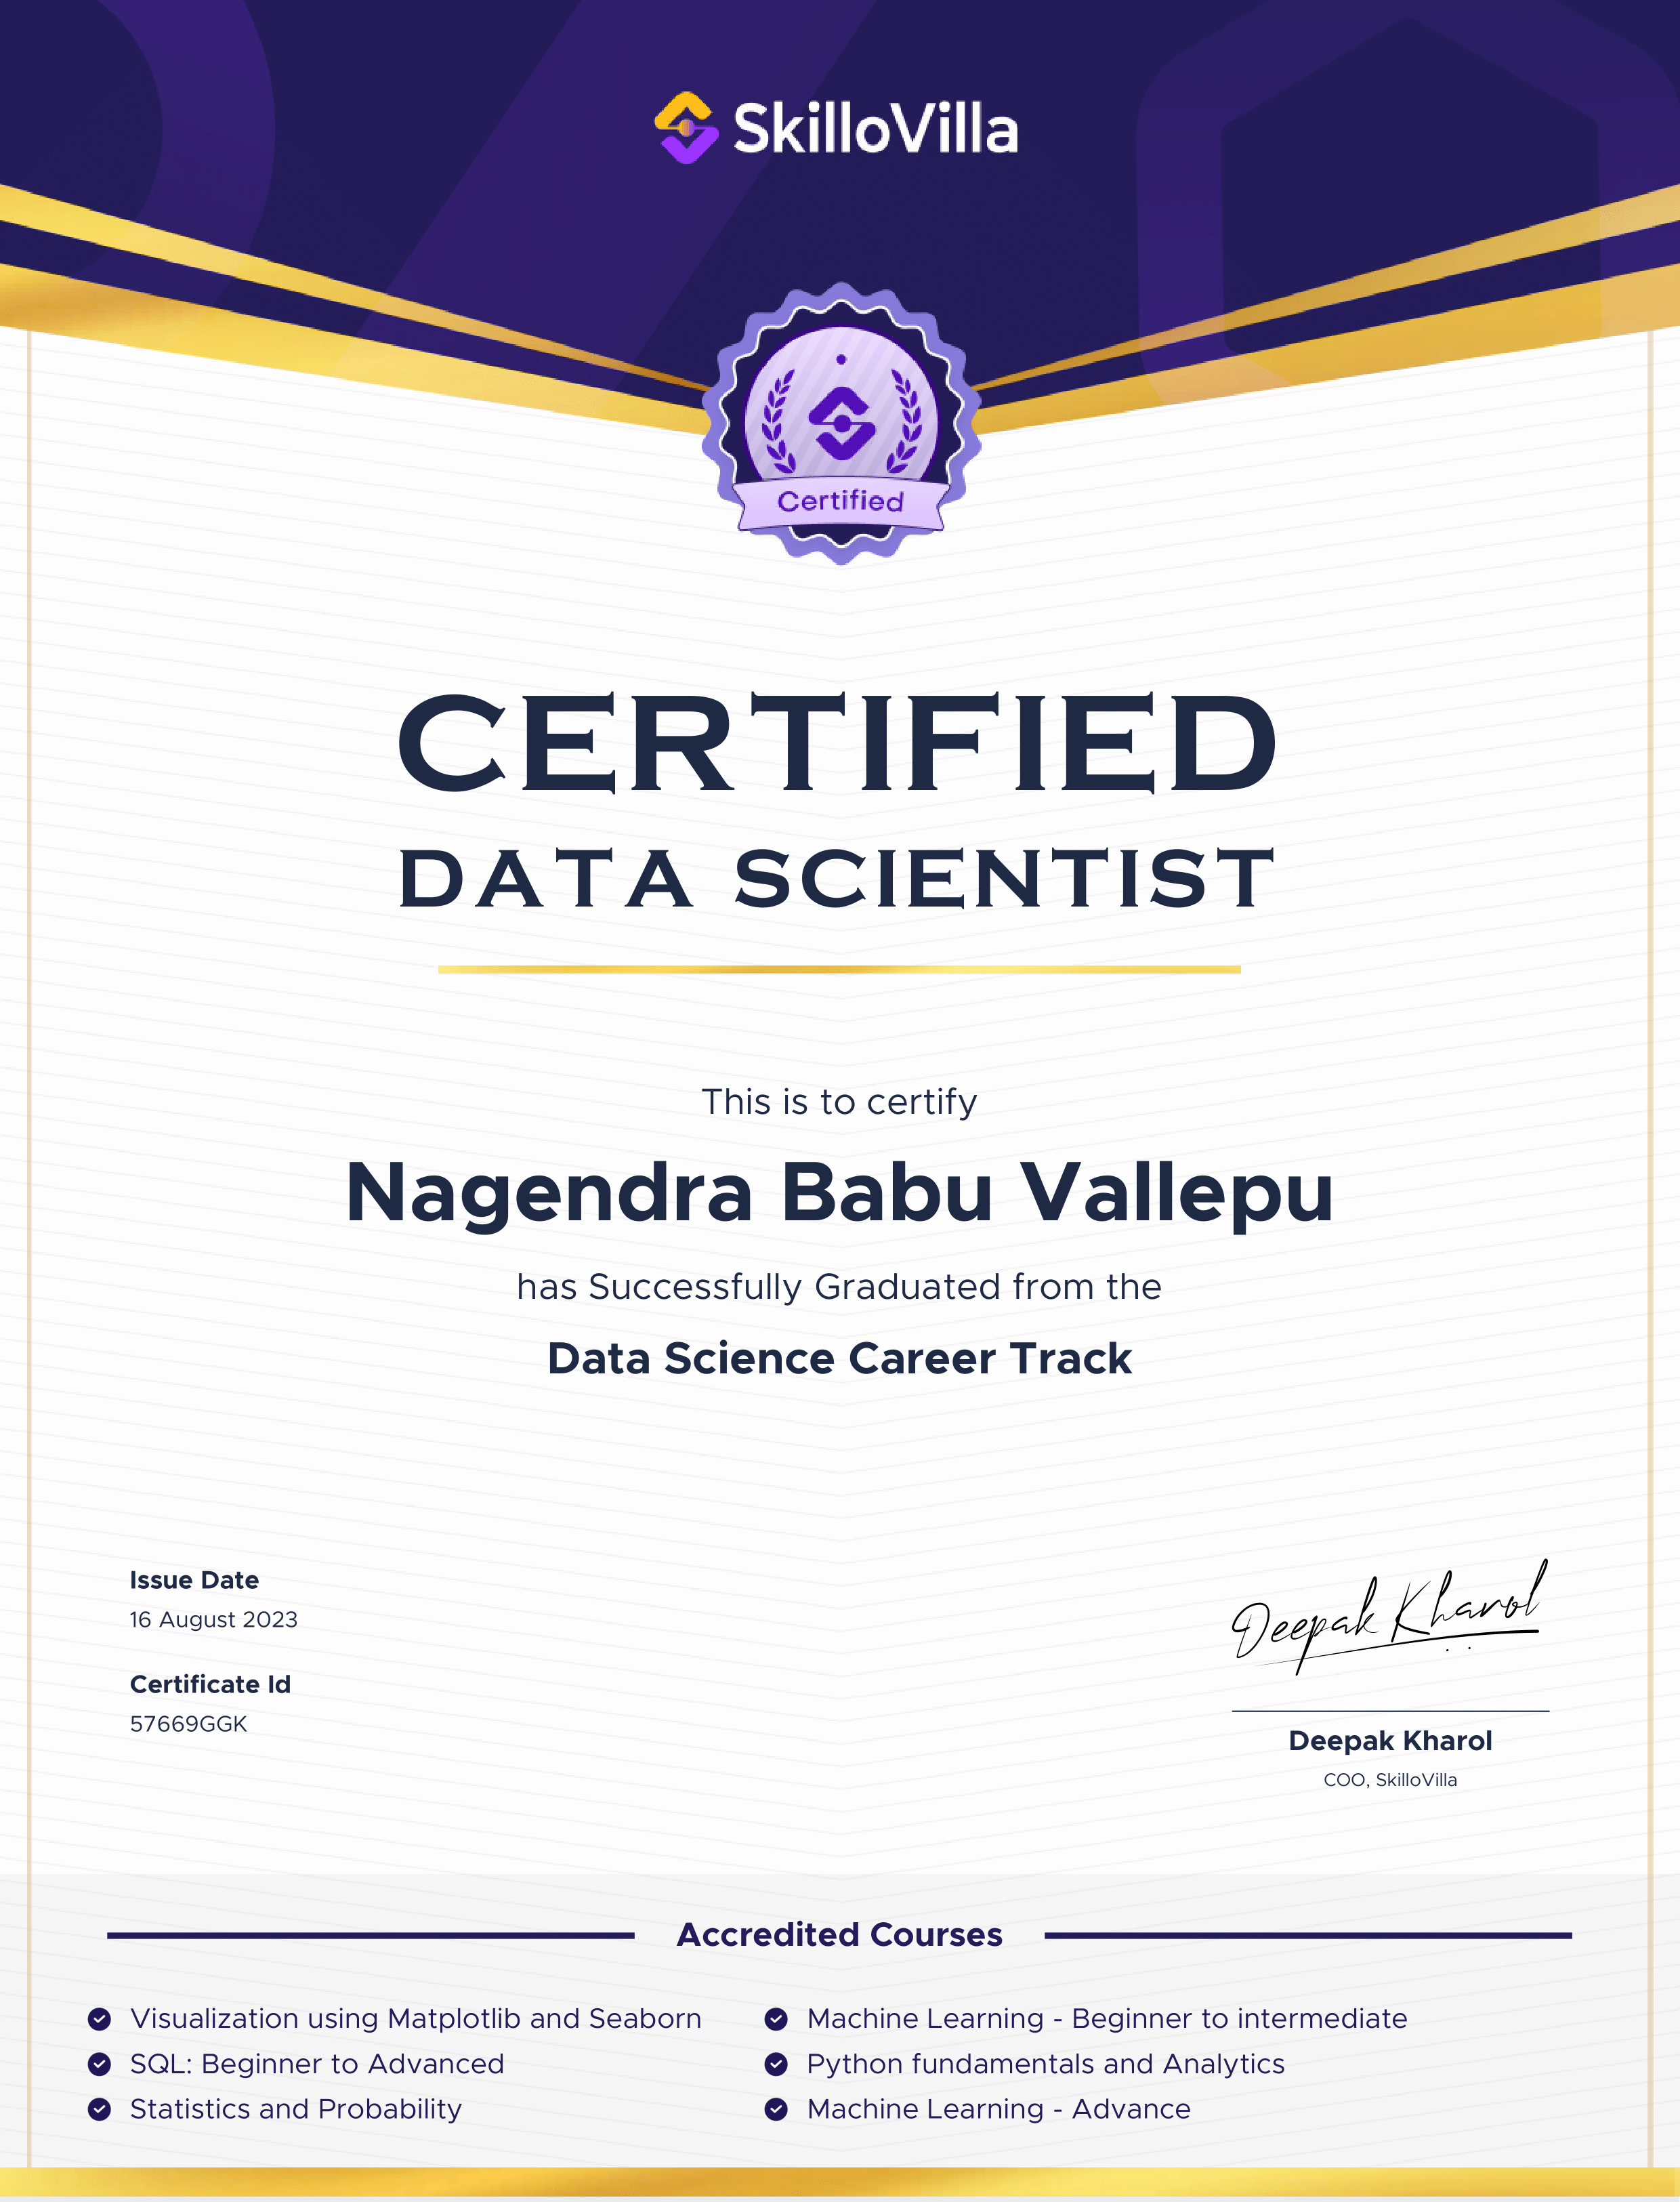 SkilloVilla
Certified
CERTIFIED
DATA SCIENTIST
This is to certify
Nagendra Babu Vallepu
has Successfully Graduated from the
Data Science Career Track
Issue Date
16 August 2023
Certificate Id
57669GGK
Deepak Kharol
Deepak Kharol
COO, SkilloVilla
Accredited Courses
Visualization using Matplotlib and Seaborn
SQL: Beginner to Advanced
Statistics and Probability
Machine Learning - Beginner to intermediate
Python fundamentals and Analytics
Machine Learning - Advance